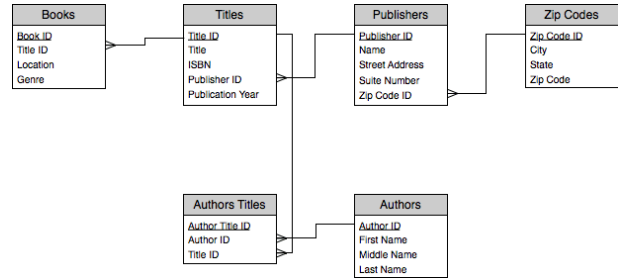 Books
Book ID
Title ID
Location
Genre
Titles
Title ID
Title
ISBN
Publisher ID
Publication Year
Publishers
Publisher ID
Name
Street Address
Suite Number
Zip Code ID
Zip Codes
Zip Code ID
City
State
Zip Code
Authors Titles
Author Title ID
Author ID
Title ID
Authors
Author ID
First Name
Middle Name
Last Name